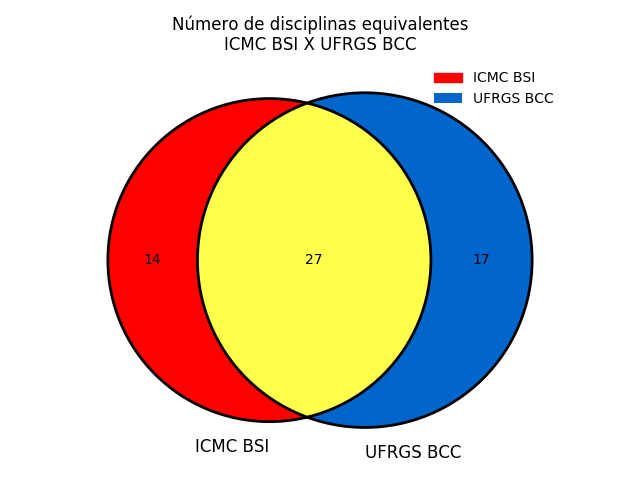 Número de disciplinas equivalentes
ICMC BSI X UFRGS BCC
ICMC BSI
UFRGS BCC
14
27
17
ICMC BSI
UFRGS BCC